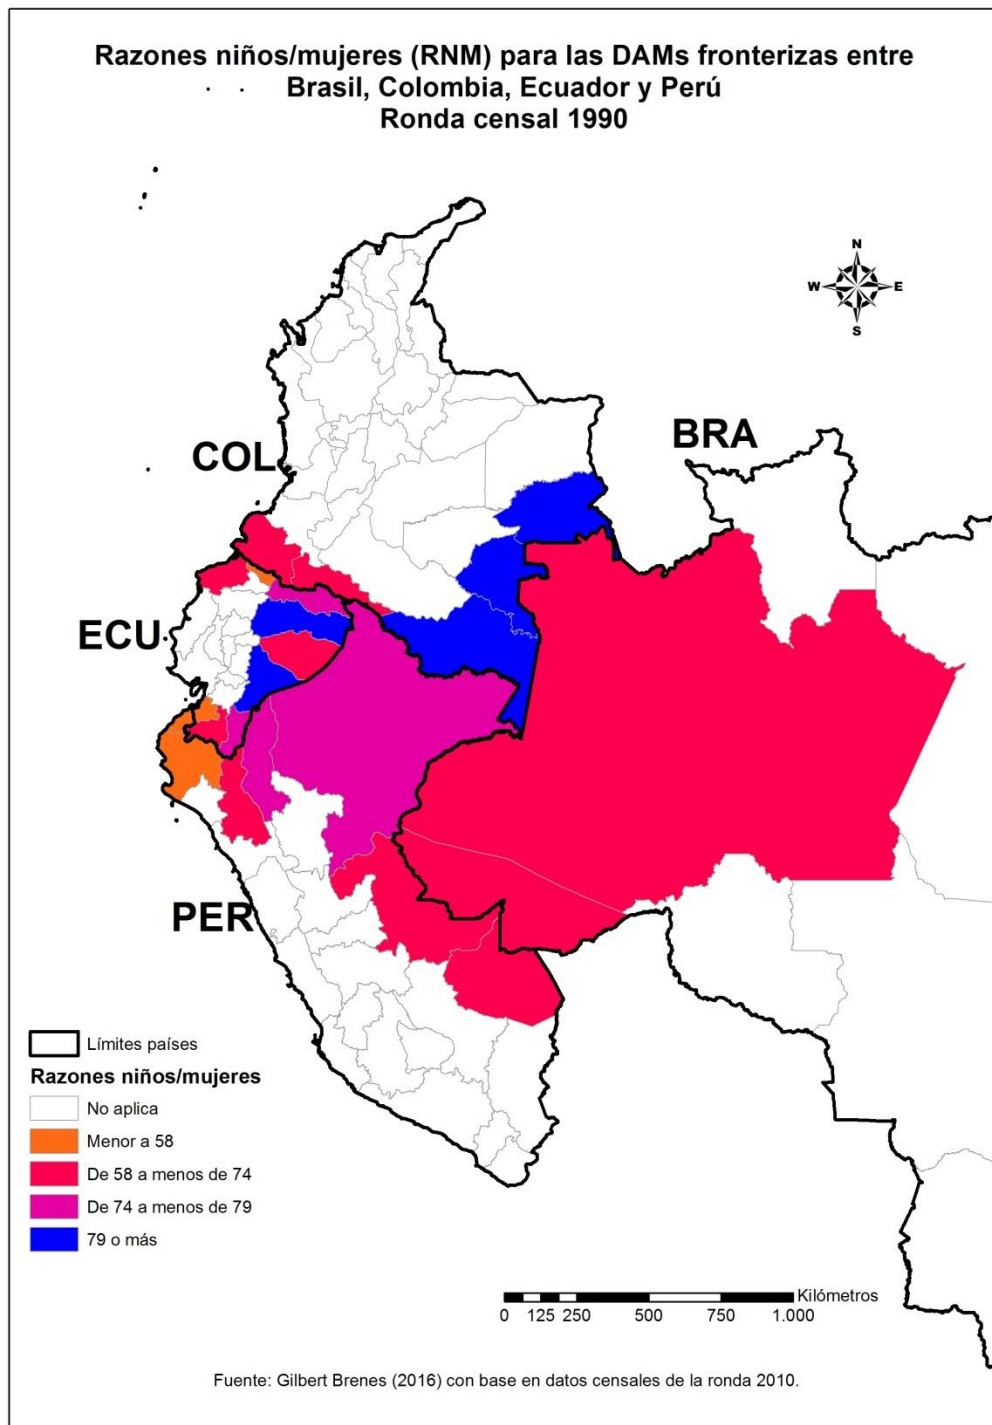 Razones niños/mujeres (RNM) para las DAMs fronterizas entre
Brasil, Colombia, Ecuador y Perú
Ronda censal 1990
N
W
E
S
BRA
COL
ECU
PER
Límites países
Razones niños/mujeres
No aplica
Menor a 58
De 58 a menos de 74
De 74 a menos de 79
79 o más
Kilómetros
0 125 250 500 750 1.000
Fuente: Gilbert Brenes (2016) con base en datos censales de la ronda 2010.